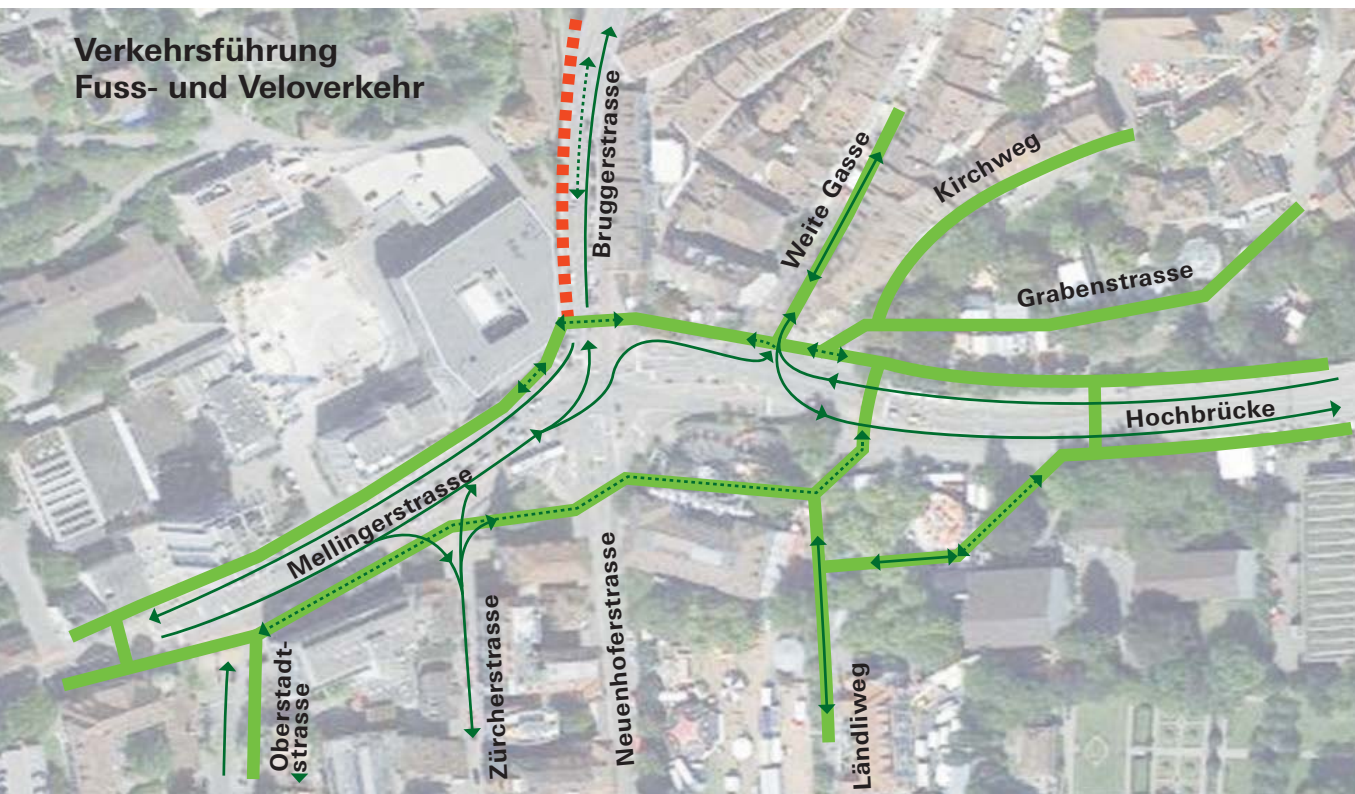 Verkehrsführung
Fuss- und Veloverkehr
Bruggerstrasse
Weite Gasse
Kirchweg
Grabenstrasse
Hochbrücke
Mellingerstrasse
Oberstadt-
strasse
Zürcherstrasse
Neuenhoferstrasse
Ländliweg